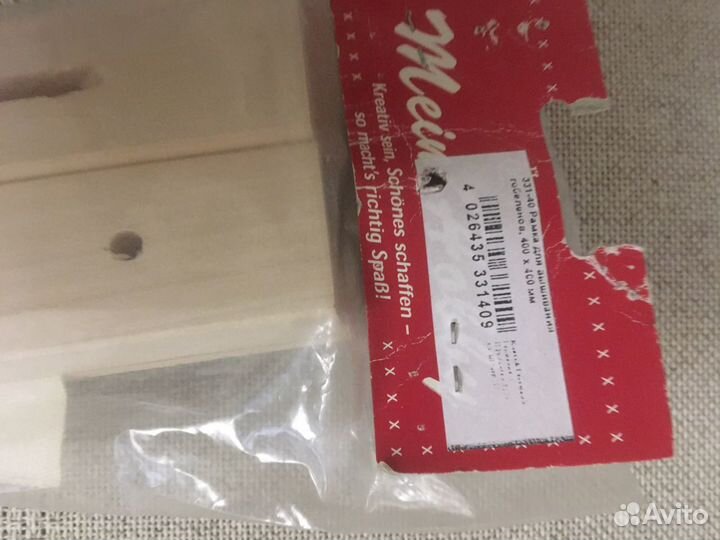 Mein
Kreativ sein, Schönes schaffen –
so macht's richtig Spaß!
331-40 Рамка для вышивания
гобеленов, 400 x 400 мм
4 026435 331409
Avito